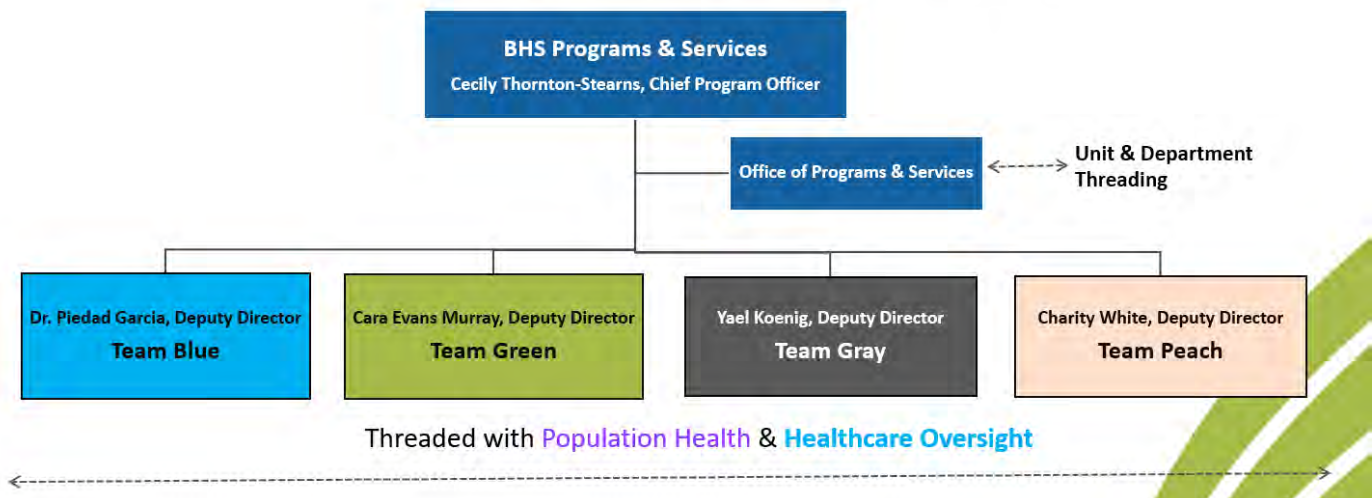 BHS Programs & Services
Cecily Thornton-Stearns, Chief Program Officer
Office of Programs & Services
Unit & Department
Threading
Dr. Piedad Garcia, Deputy Director
Team Blue
Cara Evans Murray, Deputy Director
Team Green
Yael Koenig, Deputy Director
Team Gray
Charity White, Deputy Director
Team Peach
Threaded with Population Health & Healthcare Oversight